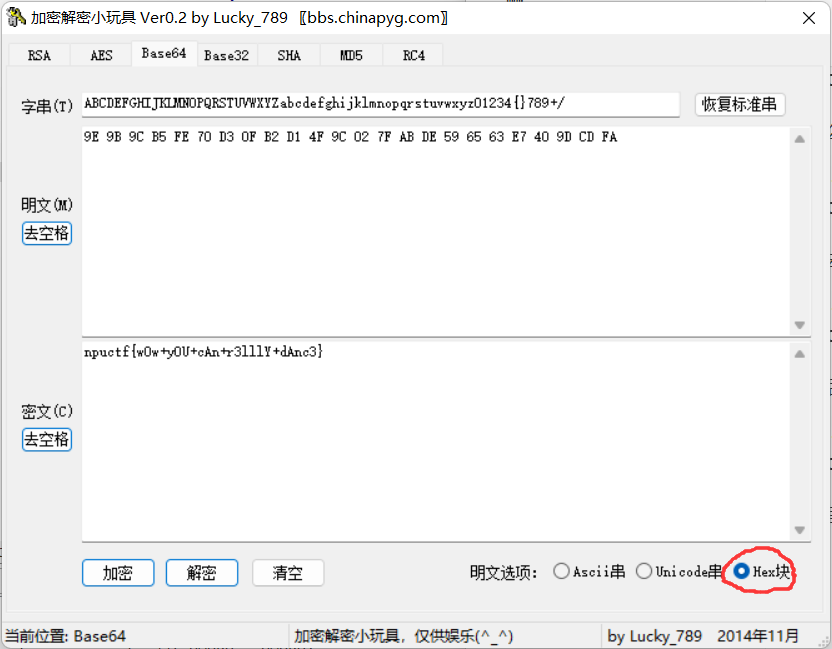 加密解密小玩具 Ver0.2 by Lucky_789 〖bbs.chinapyg.com〗
RSA AES Base64 Base32 SHA MD5 RC4
字串(T) ABCDEFGHIJKLMNOPQRSTUVWXYZabcdefghijklmnopqrstuvwxyz01234{}789+/ 恢复标准串
9E 9B 9C B5 FE 70 D3 0F B2 D1 4F 9C 02 7F AB DE 59 65 63 E7 40 9D CD FA
明文(M)
去空格
npuctf{w0w+y0U+cAn+r3lllY+dAnc3}
密文(C)
去空格
加密 解密 清空 明文选项: Ascii串 Unicode串 Hex块
当前位置: Base64 加密解密小玩具，仅供娱乐(^_^) by Lucky_789 2014年11月